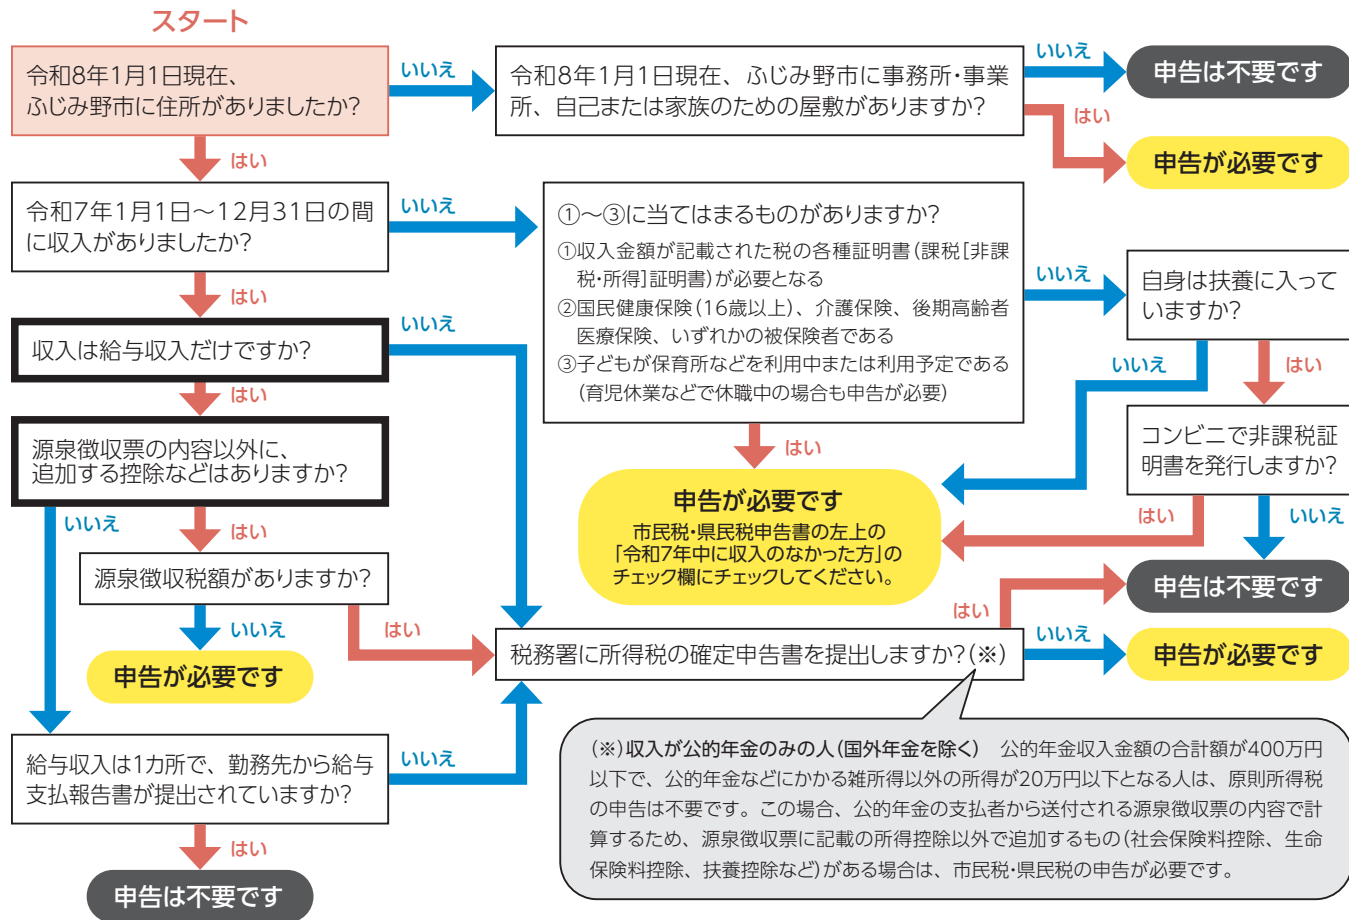 スタート
令和8年1月1日現在、
ふじみ野市に住所がありましたか?
いいえ
令和8年1月1日現在、ふじみ野市に事務所・事業
所、自己または家族のための屋敷がありますか?
いいえ
申告は不要です
はい
申告が必要です
はい
令和7年1月1日〜12月31日の間
に収入がありましたか?
いいえ
①〜③に当てはまるものがありますか?
①収入金額が記載された税の各種証明書(課税[非課
税・所得]証明書)が必要となる
②国民健康保険(16歳以上)、介護保険、後期高齢者
医療保険、いずれかの被保険者である
③子どもが保育所などを利用中または利用予定である
(育児休業などで休職中の場合も申告が必要)
いいえ
自身は扶養に入って
いますか?
はい
収入は給与収入だけですか?
いいえ
いいえ
はい
はい
源泉徴収票の内容以外に、
追加する控除などはありますか?
はい
コンビニで非課税証
明書を発行しますか?
申告が必要です
市民税・県民税申告書の左上の
「令和7年中に収入のなかった方」の
チェック欄にチェックしてください。
いいえ
はい
はい
いいえ
源泉徴収税額がありますか?
申告は不要です
いいえ
はい
はい
税務署に所得税の確定申告書を提出しますか?(※)
いいえ
申告が必要です
申告が必要です
給与収入は1カ所で、勤務先から給与
支払報告書が提出されていますか?
いいえ
はい
申告は不要です
(※)収入が公的年金のみの人(国外年金を除く) 公的年金収入金額の合計額が400万円
以下で、公的年金などにかかる雑所得以外の所得が20万円以下となる人は、原則所得税
の申告は不要です。この場合、公的年金の支払者から送付される源泉徴収票の内容で計
算するため、源泉徴収票に記載の所得控除以外で追加するもの(社会保険料控除、生命
保険料控除、扶養控除など)がある場合は、市民税・県民税の申告が必要です。